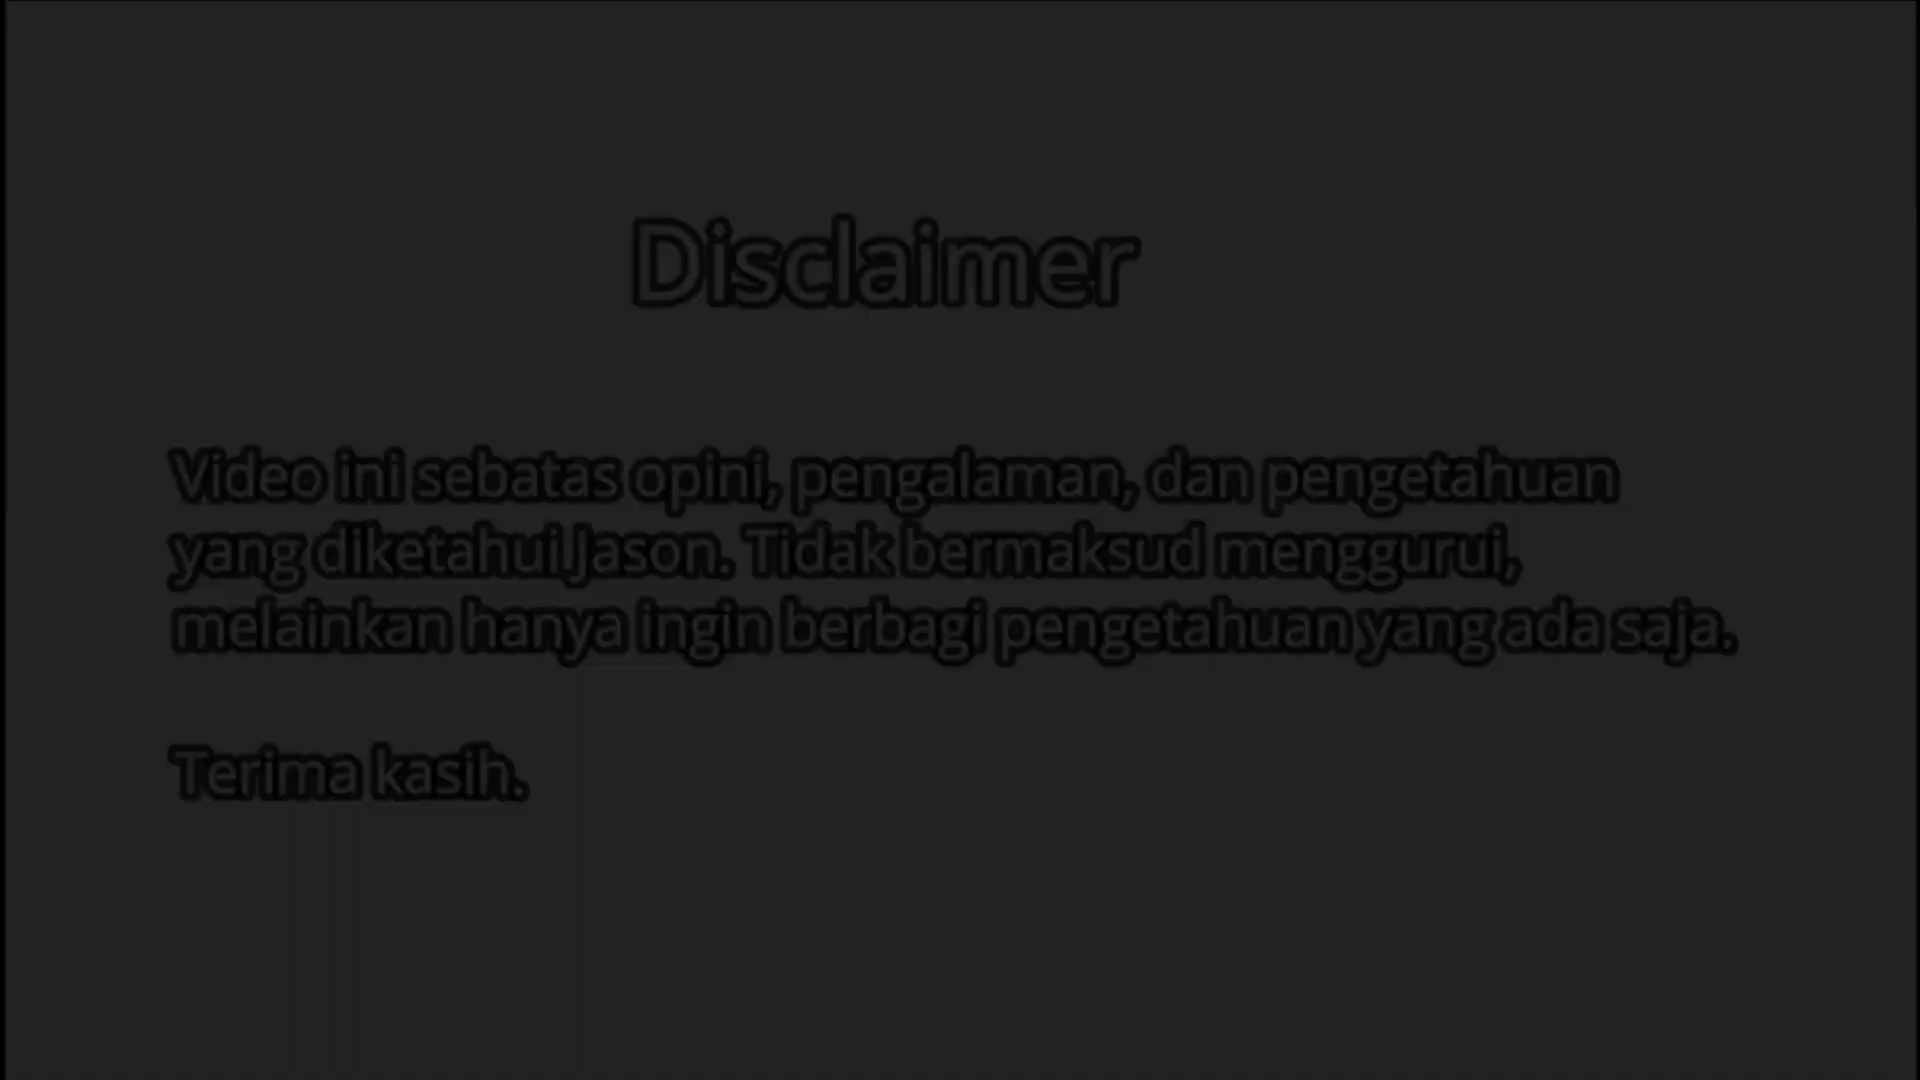 Disclaimer
Video ini sebatas opini, pengalaman, dan pengetahuan
yang diketahui Jason. Tidak bermaksud menggurui,
melainkan hanya ingin berbagi pengetahuan yang ada saja.
Terima kasih.